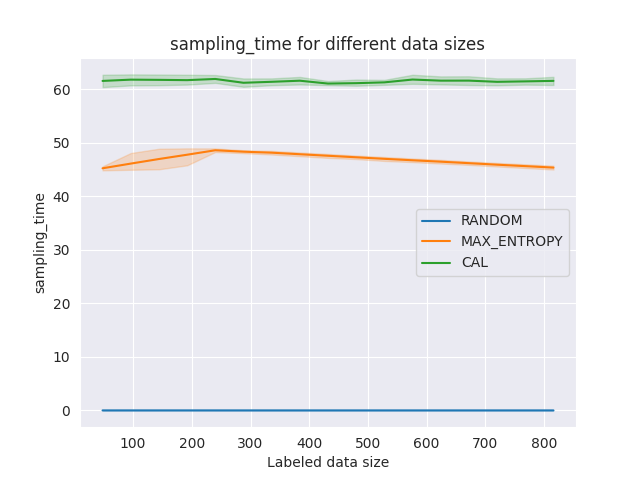 sampling_time for different data sizes
sampling_time
60
50
40
30
20
10
0
RANDOM
MAX_ENTROPY
CAL
100 200 300 400 500 600 700 800
Labeled data size